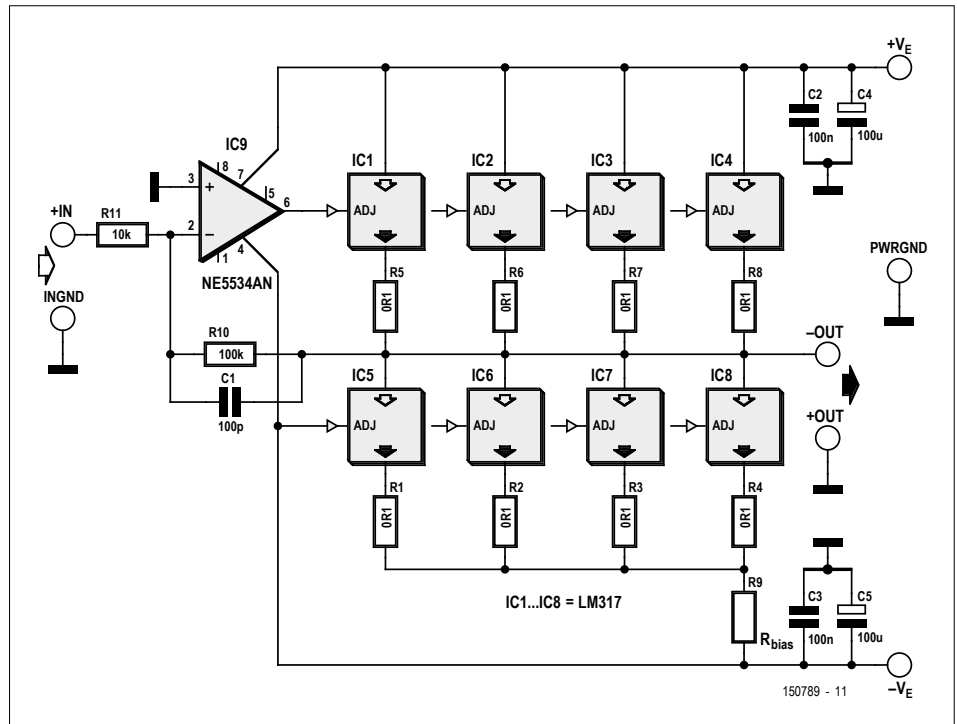 +VE
C2
C4
100n
100u
IC9
IC1
IC2
IC3
IC4
8
7
3
+
5
6
ADJ
ADJ
ADJ
ADJ
+IN
R11
10k
2
–
4
1
NE5534AN
INGND
PWRGND
R5
R6
R7
R8
0R1
0R1
0R1
0R1
R10
100k
C1
100p
–OUT
IC5
IC6
IC7
IC8
ADJ
ADJ
ADJ
ADJ
+OUT
R1
R2
R3
R4
0R1
0R1
0R1
0R1
IC1...IC8 = LM317
R9
Rbias
C3
C5
100n
100u
150789 - 11
–VE